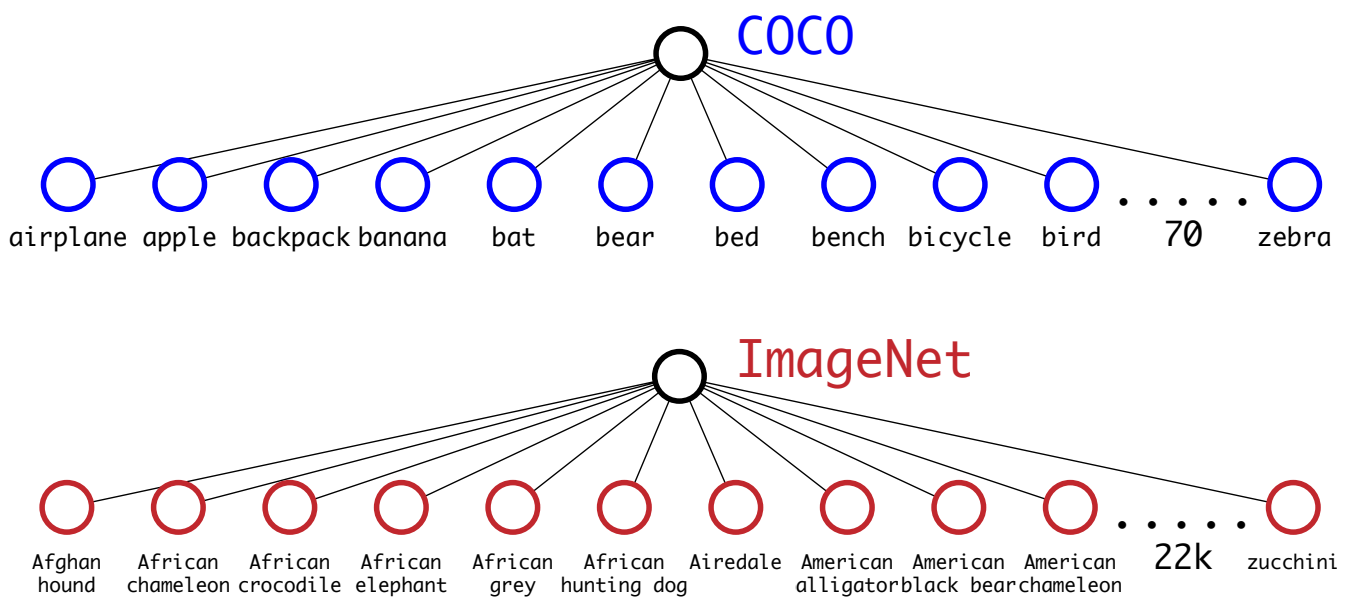 COCO
airplane apple backpack banana bat bear bed bench bicycle bird 70 zebra
ImageNet
Afghan hound
African chameleon
African crocodile
African elephant
African grey
African hunting dog
Airedale
American alligator
American black bear
American chameleon
22k
zucchini